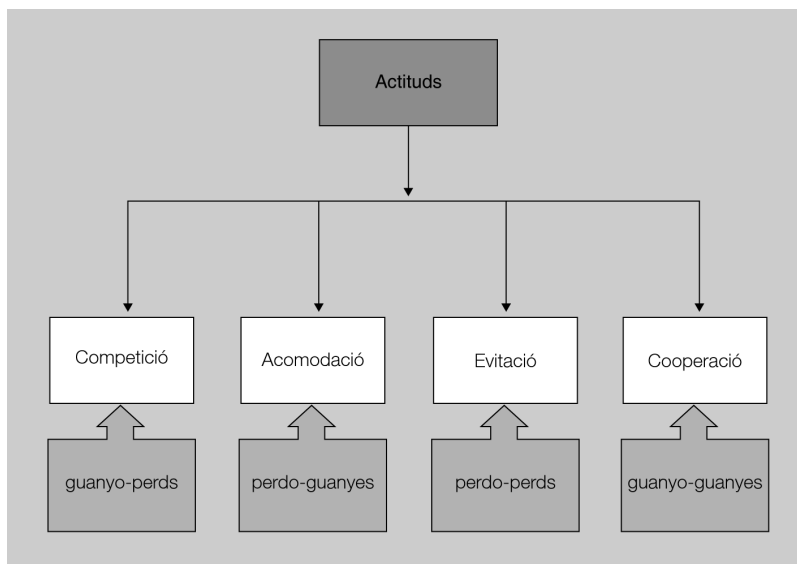 Actituds
Competició
Acomodació
Evitació
Cooperació
guanyo-perds
perdo-guanyes
perdo-perds
guanyo-guanyes